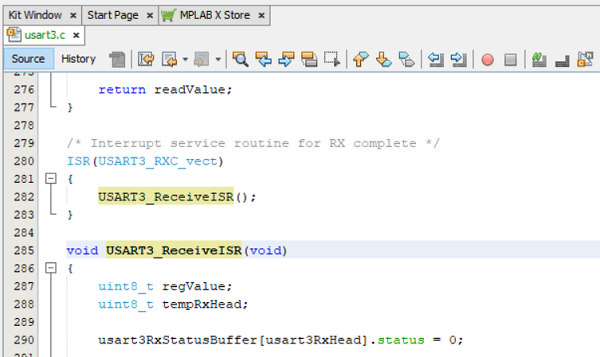 Kit Window × Start Page × MPLAB X Store ×
usart3.c ×
Source History
276 return readValue;
277 }
278
279 /* Interrupt service routine for RX complete */
280 ISR(USART3_RXC_vect)
281 {
282 USART3_ReceiveISR();
283 }
284
285 void USART3_ReceiveISR(void)
286 {
287 uint8_t regValue;
288 uint8_t tempRxHead;
289
290 usart3RxStatusBuffer[usart3RxHead].status = 0;